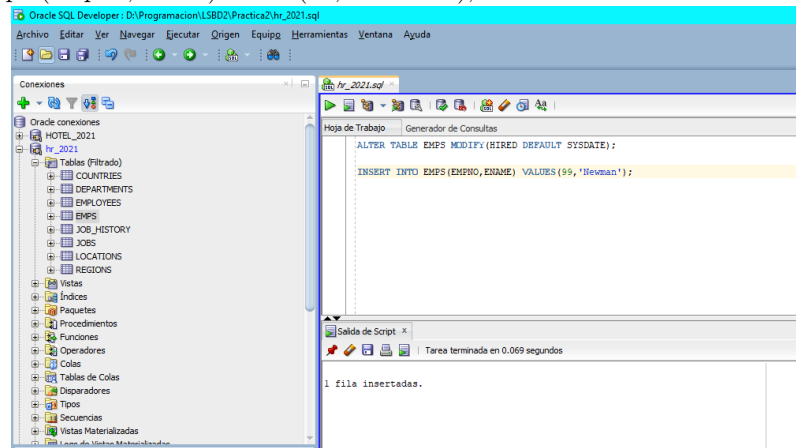 Oracle SQL Developer : D:\Programacion\LSBD2\Practica2\hr_2021.sql
Archivo Editar Ver Navegar Ejecutar Origen Equipo Herramientas Ventana Ayuda
Conexiones
hr_2021.sql
Hoja de Trabajo Generador de Consultas
Oracle conexiones
HOTEL_2021
hr_2021
Tablas (Filtrado)
COUNTRIES
DEPARTMENTS
EMPLOYEES
EMPS
JOB_HISTORY
JOBS
LOCATIONS
REGIONS
Vistas
Índices
Paquetes
Procedimientos
Funciones
Operadores
Colas
Tablas de Colas
Disparadores
Tipos
Secuencias
Vistas Materializadas
Logs de Vistas Materializadas
ALTER TABLE EMPS MODIFY(HIRED DEFAULT SYSDATE);
INSERT INTO EMPS(EMPNO,ENAME) VALUES(99,'Newman');
Salida de Script x
Tarea terminada en 0.069 segundos
1 fila insertadas.